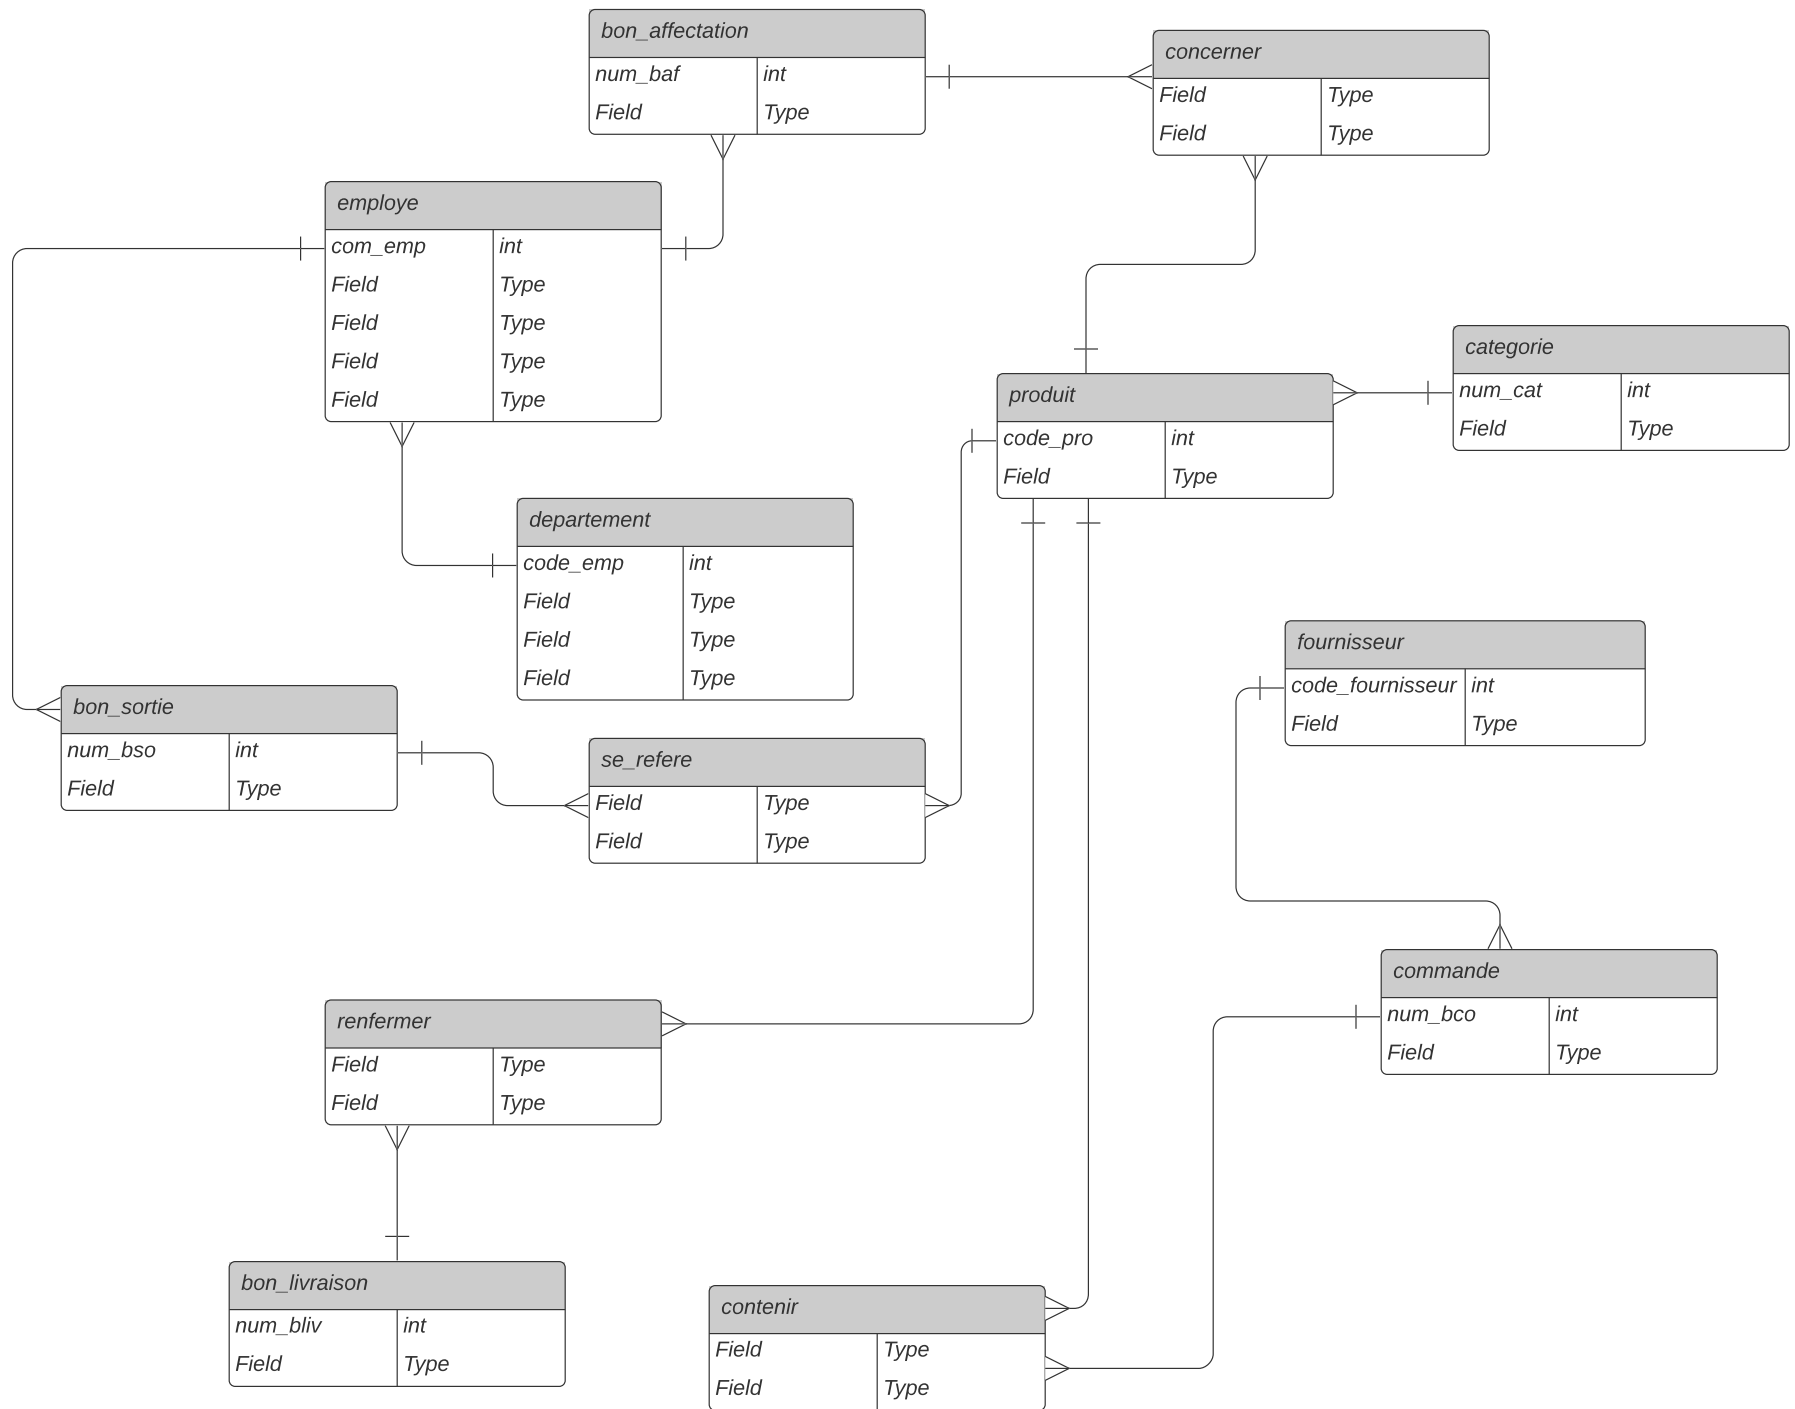 bon_affectation
num_baf int
Field Type
concerner
Field Type
Field Type
employe
com_emp int
Field Type
Field Type
Field Type
Field Type
categorie
num_cat int
Field Type
produit
code_pro int
Field Type
departement
code_emp int
Field Type
Field Type
Field Type
fournisseur
code_fournisseur int
Field Type
bon_sortie
num_bso int
Field Type
se_refere
Field Type
Field Type
commande
num_bco int
Field Type
renfermer
Field Type
Field Type
bon_livraison
num_bliv int
Field Type
contenir
Field Type
Field Type